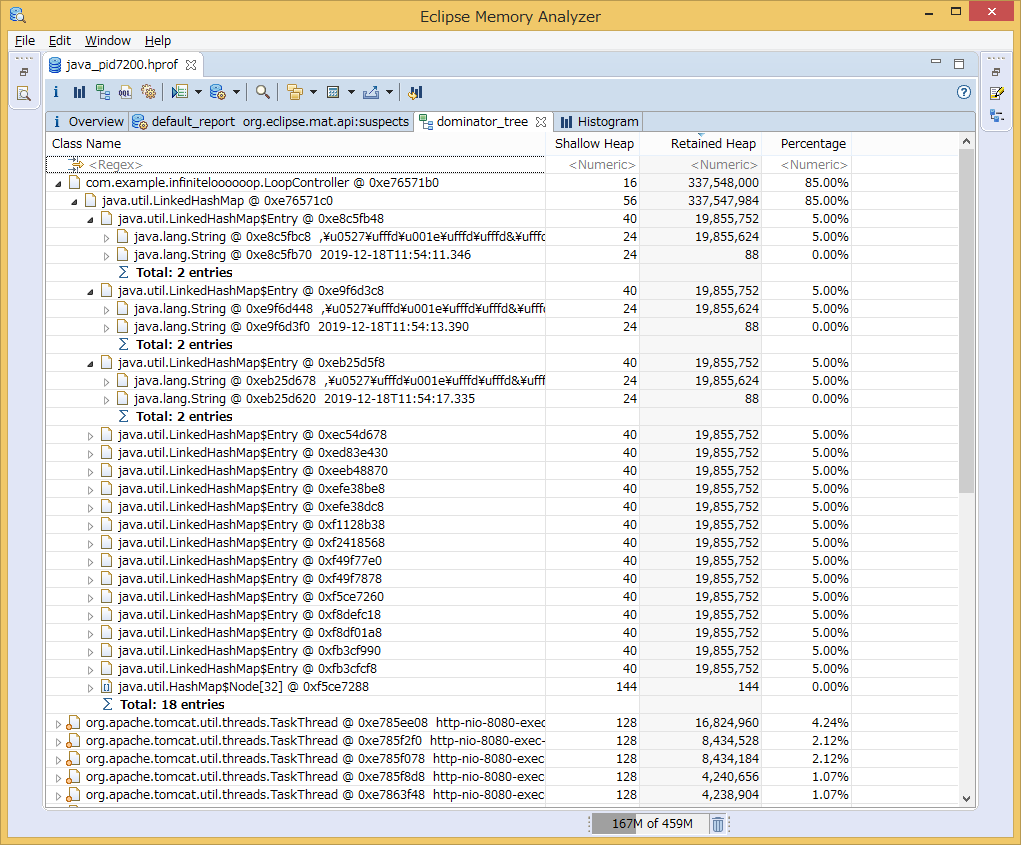 Eclipse Memory Analyzer
File Edit Window Help
java_pid7200.hprof
i Overview default_report org.eclipse.mat.api:suspects dominator_tree Histogram
Class Name Shallow Heap Retained Heap Percentage
<Regex> <Numeric> <Numeric> <Numeric>
com.example.infiniteloooooop.LoopController @ 0xe76571b0 16 337,548,000 85.00%
java.util.LinkedHashMap @ 0xe76571c0 56 337,547,984 85.00%
java.util.LinkedHashMap$Entry @ 0xe8c5fb48 40 19,855,752 5.00%
java.lang.String @ 0xe8c5fbc8 ,¥u0527¥ufffd¥u001e¥ufffd¥ufffd&¥ufffd 24 19,855,624 5.00%
java.lang.String @ 0xe8c5fb70 2019-12-18T11:54:11.346 24 88 0.00%
Σ Total: 2 entries
java.util.LinkedHashMap$Entry @ 0xe9f6d3c8 40 19,855,752 5.00%
java.lang.String @ 0xe9f6d448 ,¥u0527¥ufffd¥u001e¥ufffd¥ufffd&¥ufffd 24 19,855,624 5.00%
java.lang.String @ 0xe9f6d3f0 2019-12-18T11:54:13.390 24 88 0.00%
Σ Total: 2 entries
java.util.LinkedHashMap$Entry @ 0xeb25d5f8 40 19,855,752 5.00%
java.lang.String @ 0xeb25d678 ,¥u0527¥ufffd¥u001e¥ufffd¥ufffd&¥ufff 24 19,855,624 5.00%
java.lang.String @ 0xeb25d620 2019-12-18T11:54:17.335 24 88 0.00%
Σ Total: 2 entries
java.util.LinkedHashMap$Entry @ 0xec54d678 40 19,855,752 5.00%
java.util.LinkedHashMap$Entry @ 0xed83e430 40 19,855,752 5.00%
java.util.LinkedHashMap$Entry @ 0xeeb48870 40 19,855,752 5.00%
java.util.LinkedHashMap$Entry @ 0xefe38be8 40 19,855,752 5.00%
java.util.LinkedHashMap$Entry @ 0xefe38dc8 40 19,855,752 5.00%
java.util.LinkedHashMap$Entry @ 0xf1128b38 40 19,855,752 5.00%
java.util.LinkedHashMap$Entry @ 0xf2418568 40 19,855,752 5.00%
java.util.LinkedHashMap$Entry @ 0xf49f77e0 40 19,855,752 5.00%
java.util.LinkedHashMap$Entry @ 0xf49f7878 40 19,855,752 5.00%
java.util.LinkedHashMap$Entry @ 0xf5ce7260 40 19,855,752 5.00%
java.util.LinkedHashMap$Entry @ 0xf8defc18 40 19,855,752 5.00%
java.util.LinkedHashMap$Entry @ 0xf8df01a8 40 19,855,752 5.00%
java.util.LinkedHashMap$Entry @ 0xfb3cf990 40 19,855,752 5.00%
java.util.LinkedHashMap$Entry @ 0xfb3cfcf8 40 19,855,752 5.00%
java.util.HashMap$Node[32] @ 0xf5ce7288 144 144 0.00%
Σ Total: 18 entries
org.apache.tomcat.util.threads.TaskThread @ 0xe785ee08 http-nio-8080-exec 128 16,824,960 4.24%
org.apache.tomcat.util.threads.TaskThread @ 0xe785f2f0 http-nio-8080-exec- 128 8,434,528 2.12%
org.apache.tomcat.util.threads.TaskThread @ 0xe785f078 http-nio-8080-exec 128 8,434,184 2.12%
org.apache.tomcat.util.threads.TaskThread @ 0xe785f8d8 http-nio-8080-exec 128 4,240,656 1.07%
org.apache.tomcat.util.threads.TaskThread @ 0xe7863f48 http-nio-8080-exec 128 4,238,904 1.07%
167M of 459M